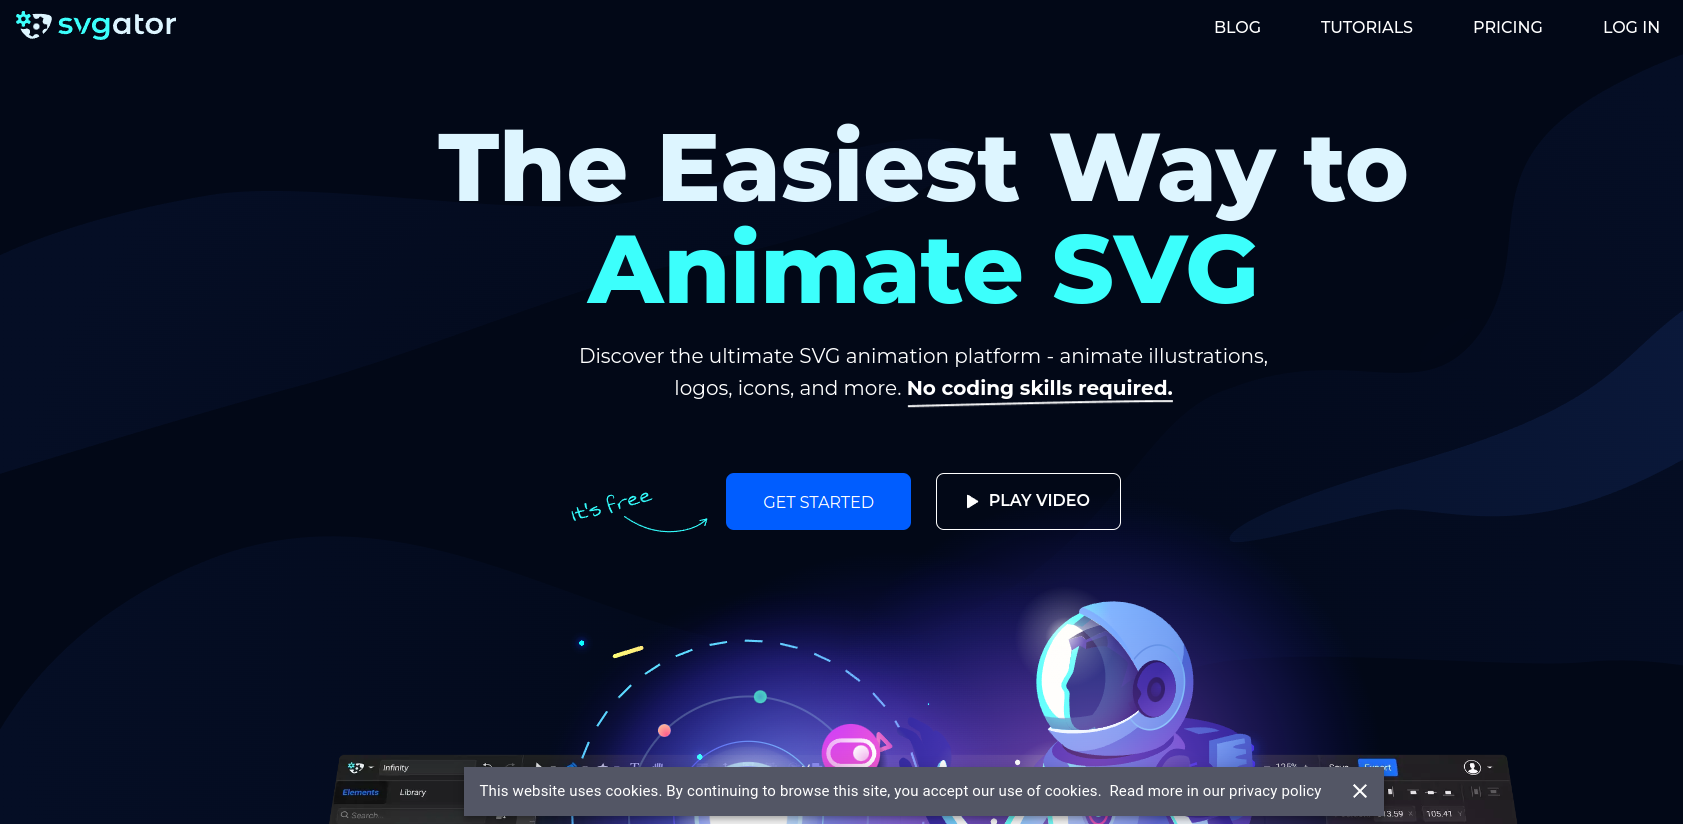 svgator
BLOG
TUTORIALS
PRICING
LOG IN
The Easiest Way to
Animate SVG
Discover the ultimate SVG animation platform - animate illustrations,
logos, icons, and more. No coding skills required.
it's free
GET STARTED
PLAY VIDEO
Infinity
125%
Export
Elements
Library
Search...
105.41
This website uses cookies. By continuing to browse this site, you accept our use of cookies. Read more in our privacy policy